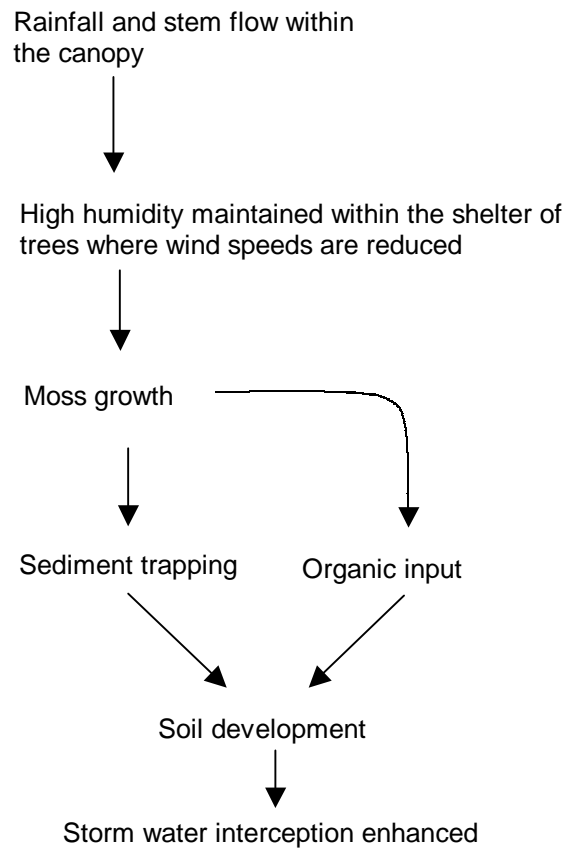 Rainfall and stem flow within
the canopy
High humidity maintained within the shelter of
trees where wind speeds are reduced
Moss growth
Sediment trapping
Organic input
Soil development
Storm water interception enhanced